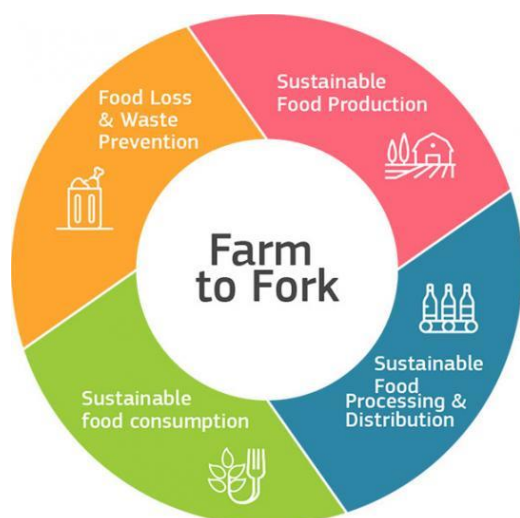 Food Loss
& Waste
Prevention
Sustainable
Food Production
Farm
to Fork
Sustainable
Food
Processing &
Distribution
Sustainable
food consumption